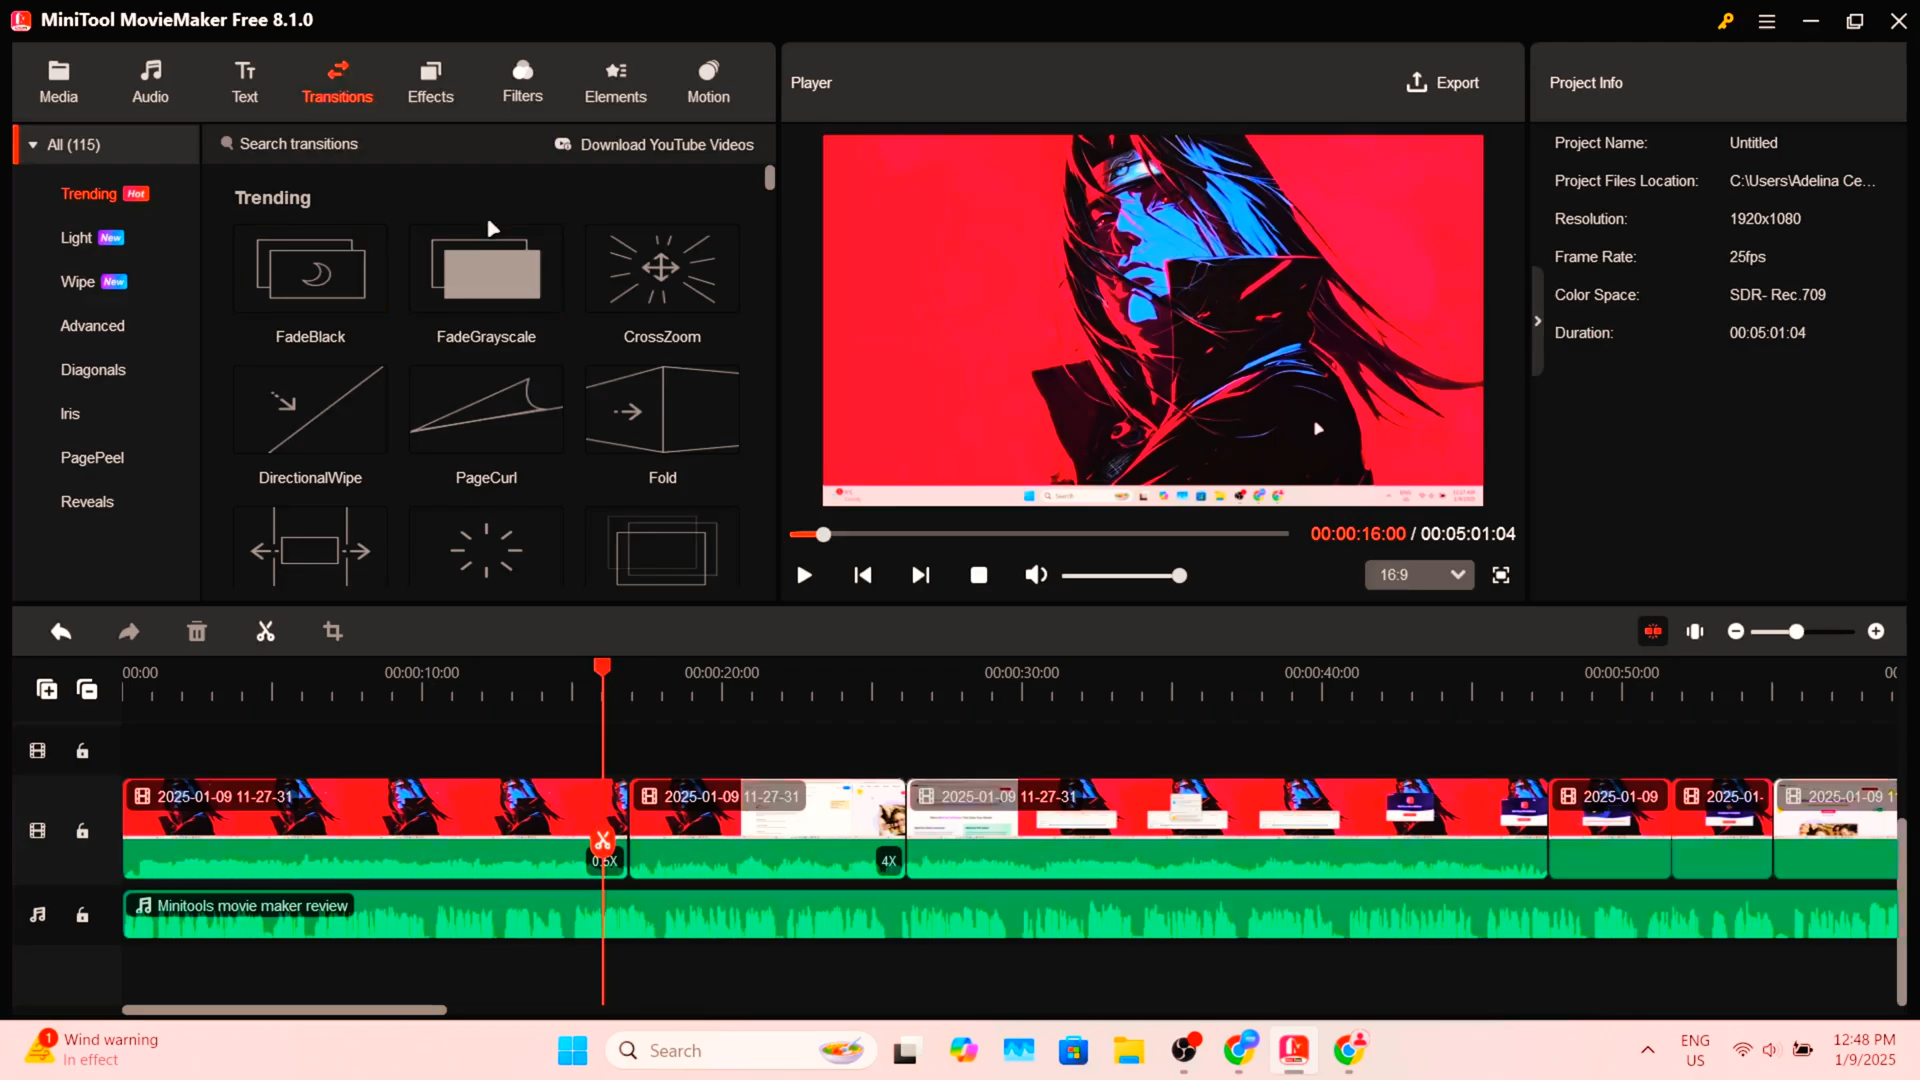 MiniTool MovieMaker Free 8.1.0
Media
Audio
Text
Transitions
Effects
Filters
Elements
Motion
Player
Export
Project Info
All (115)
Search transitions
Download YouTube Videos
Trending Hot
Light New
Wipe New
Advanced
Diagonals
Iris
PagePeel
Reveals
Trending
FadeBlack
FadeGrayscale
CrossZoom
DirectionalWipe
PageCurl
Fold
Project Name: Untitled
Project Files Location: C:\Users\Adelina Ce...
Resolution: 1920x1080
Frame Rate: 25fps
Color Space: SDR- Rec.709
Duration: 00:05:01:04
Search
00:00:16:00 / 00:05:01:04
16:9
00:00
00:00:10:00
00:00:20:00
00:00:30:00
00:00:40:00
00:00:50:00
2025-01-09 11-27-31
0.5X
2025-01-09 11-27-31
4X
2025-01-09 11-27-31
2025-01-09
2025-01-
2025-01-09
Minitools movie maker review
1
Wind warning
In effect
Search
ENG
US
12:48 PM
1/9/2025